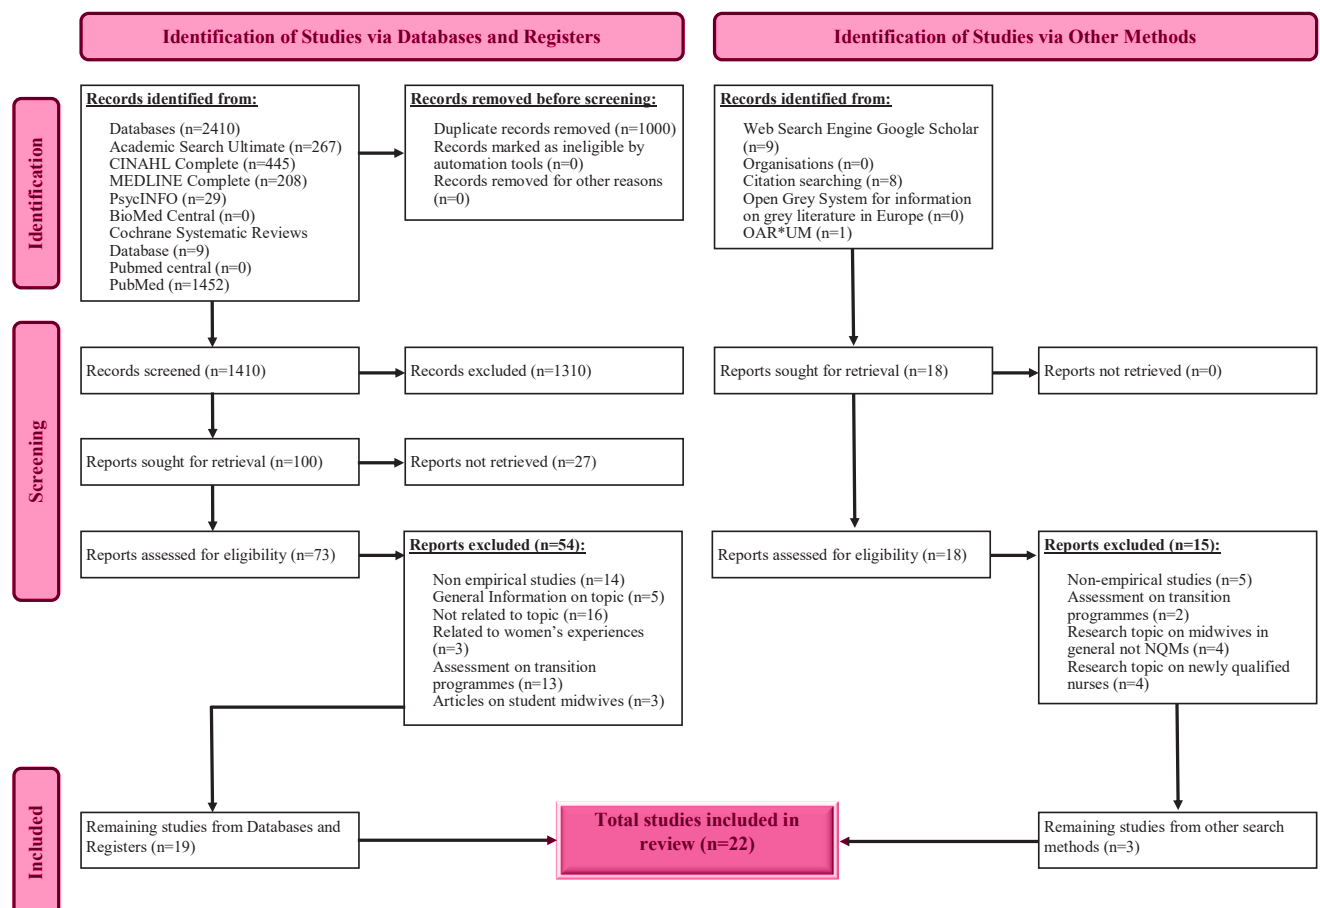 Identification of Studies via Databases and Registers
Identification of Studies via Other Methods
Identification
Records identified from:
Databases (n=2410)
Academic Search Ultimate (n=267)
CINAHL Complete (n=445)
MEDLINE Complete (n=208)
PsycINFO (n=29)
BioMed Central (n=0)
Cochrane Systematic Reviews
Database (n=9)
Pubmed central (n=0)
PubMed (n=1452)
Records removed before screening:
Duplicate records removed (n=1000)
Records marked as ineligible by
automation tools (n=0)
Records removed for other reasons
(n=0)
Records identified from:
Web Search Engine Google Scholar
(n=9)
Organisations (n=0)
Citation searching (n=8)
Open Grey System for information
on grey literature in Europe (n=0)
OAR*UM (n=1)
Screening
Records screened (n=1410)
Records excluded (n=1310)
Reports sought for retrieval (n=18)
Reports not retrieved (n=0)
Reports sought for retrieval (n=100)
Reports not retrieved (n=27)
Reports assessed for eligibility (n=73)
Reports excluded (n=54):
Non empirical studies (n=14)
General Information on topic (n=5)
Not related to topic (n=16)
Related to women’s experiences
(n=3)
Assessment on transition
programmes (n=13)
Articles on student midwives (n=3)
Reports assessed for eligibility (n=18)
Reports excluded (n=15):
Non-empirical studies (n=5)
Assessment on transition
programmes (n=2)
Research topic on midwives in
general not NQMs (n=4)
Research topic on newly qualified
nurses (n=4)
Included
Remaining studies from Databases and
Registers (n=19)
Total studies included in
review (n=22)
Remaining studies from other search
methods (n=3)